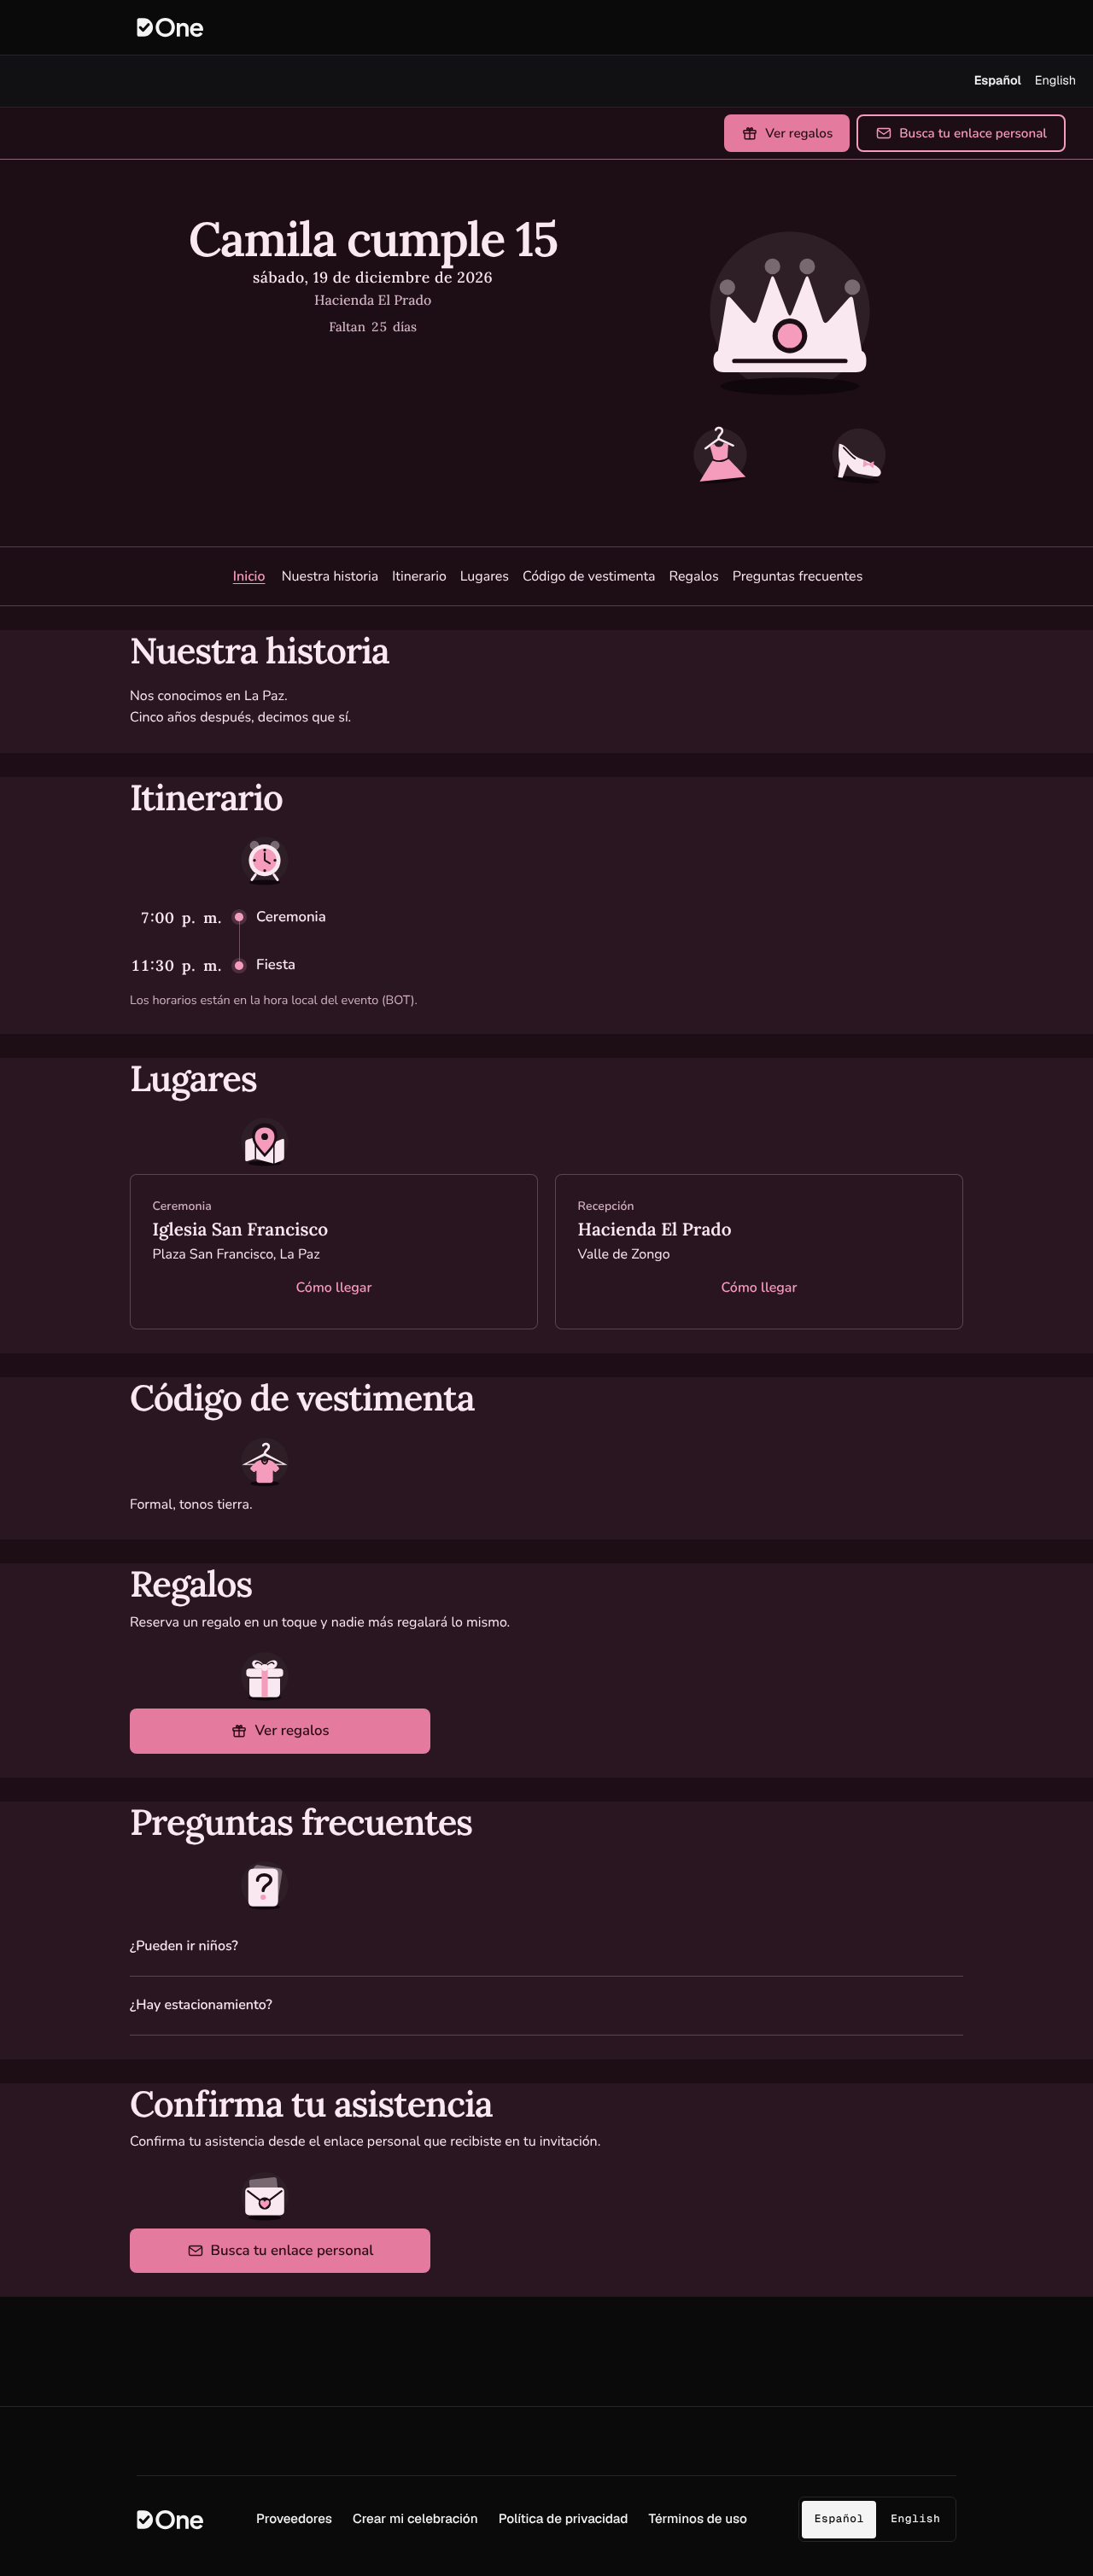 One
Español English
Ver regalos Busca tu enlace personal
Camila cumple 15
sábado, 19 de diciembre de 2026
Hacienda El Prado
Faltan 25 días
Inicio Nuestra historia Itinerario Lugares Código de vestimenta Regalos Preguntas frecuentes
Nuestra historia
Nos conocimos en La Paz.
Cinco años después, decimos que sí.
Itinerario
7:00 p. m. Ceremonia
11:30 p. m. Fiesta
Los horarios están en la hora local del evento (BOT).
Lugares
Ceremonia
Iglesia San Francisco
Plaza San Francisco, La Paz
Cómo llegar
Recepción
Hacienda El Prado
Valle de Zongo
Cómo llegar
Código de vestimenta
Formal, tonos tierra.
Regalos
Reserva un regalo en un toque y nadie más regalará lo mismo.
Ver regalos
Preguntas frecuentes
?
¿Pueden ir niños?
¿Hay estacionamiento?
Confirma tu asistencia
Confirma tu asistencia desde el enlace personal que recibiste en tu invitación.
Busca tu enlace personal
One Proveedores Crear mi celebración Política de privacidad Términos de uso Español English